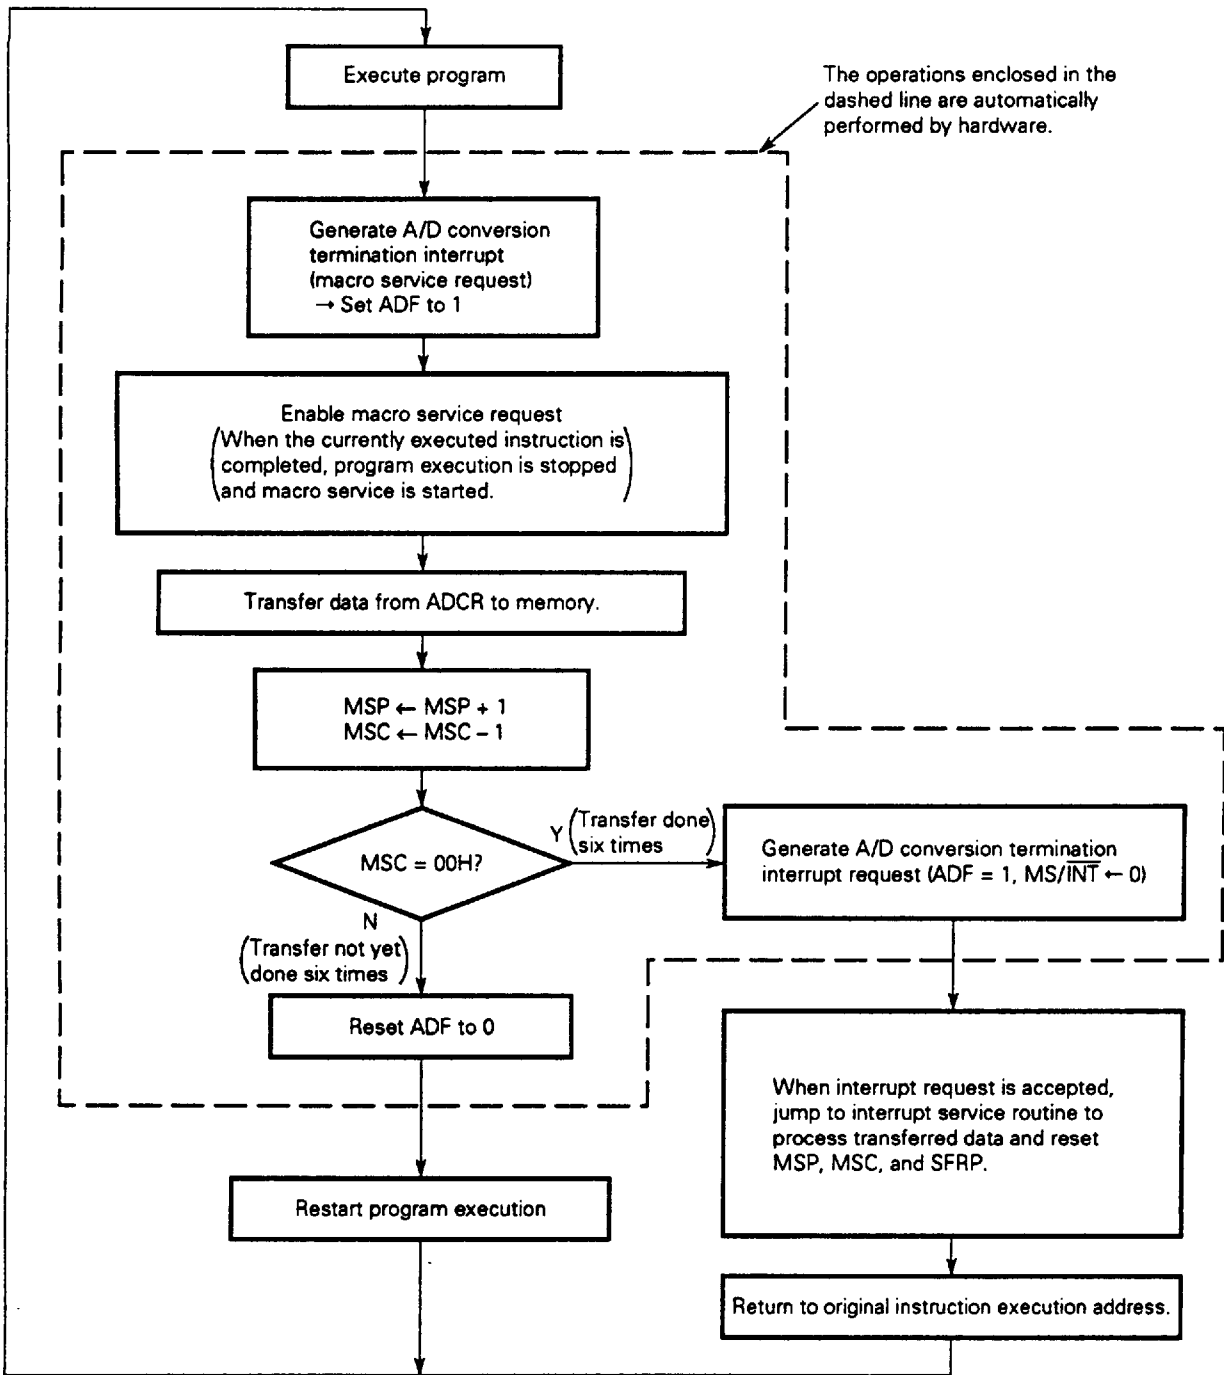 Execute program
The operations enclosed in the
dashed line are automatically
performed by hardware.
Generate A/D conversion
termination interrupt
(macro service request)
→ Set ADF to 1
Enable macro service request
(When the currently executed instruction is
completed, program execution is stopped
and macro service is started.)
Transfer data from ADCR to memory.
MSP ← MSP + 1
MSC ← MSC – 1
MSC = 00H?
Y (Transfer done
six times)
Generate A/D conversion termination
interrupt request (ADF = 1, MS/I̅N̅T̅ ← 0)
N
(Transfer not yet
done six times)
Reset ADF to 0
When interrupt request is accepted,
jump to interrupt service routine to
process transferred data and reset
MSP, MSC, and SFRP.
Restart program execution
Return to original instruction execution address.